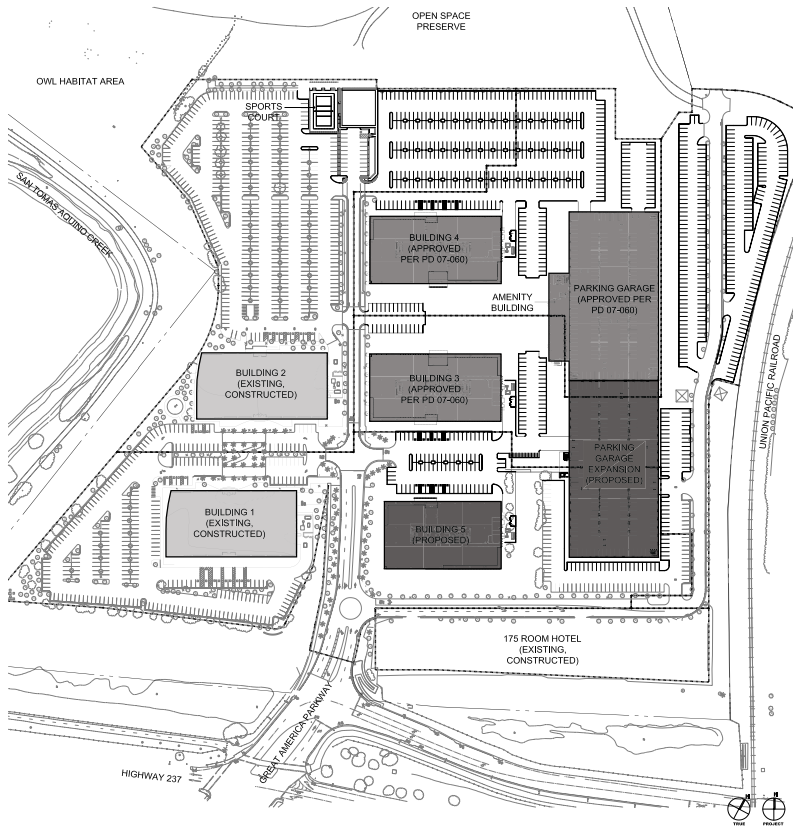 OPEN SPACE
PRESERVE
OWL HABITAT AREA
SPORTS
COURT
SAN TOMAS AQUINO CREEK
BUILDING 4
(APPROVED
PER PD 07-060)
AMENITY
BUILDING
PARKING GARAGE
(APPROVED PER
PD 07-060)
BUILDING 2
(EXISTING,
CONSTRUCTED)
BUILDING 3
(APPROVED
PER PD 07-060)
UNION PACIFIC RAILROAD
PARKING
GARAGE
EXPANSION
(PROPOSED)
BUILDING 1
(EXISTING,
CONSTRUCTED)
BUILDING 5
(PROPOSED)
175 ROOM HOTEL
(EXISTING,
CONSTRUCTED)
GREAT AMERICA PARKWAY
HIGHWAY 237
N
N
TRUE
PROJECT